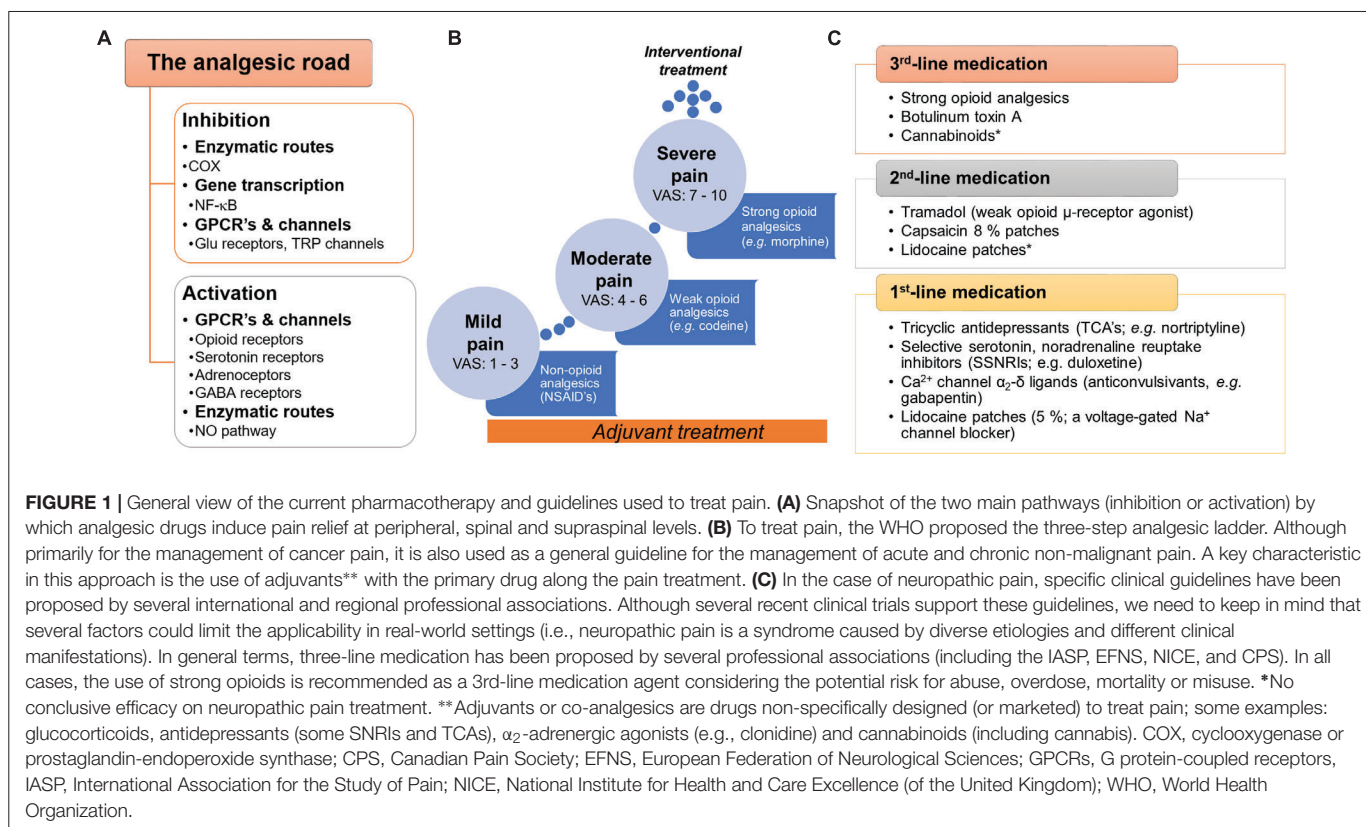 A
The analgesic road
Inhibition
• Enzymatic routes
•COX
• Gene transcription
•NF-κB
• GPCR's & channels
•Glu receptors, TRP channels
Activation
• GPCR's & channels
•Opioid receptors
•Serotonin receptors
•Adrenoceptors
•GABA receptors
• Enzymatic routes
•NO pathway
B
Interventional
treatment
Severe
pain
VAS: 7 - 10
Strong opioid
analgesics
(e.g. morphine)
Moderate
pain
VAS: 4 - 6
Weak opioid
analgesics
(e.g. codeine)
Mild
pain
VAS: 1 - 3
Non-opioid
analgesics
(NSAID's)
Adjuvant treatment
C
3rd-line medication
• Strong opioid analgesics
• Botulinum toxin A
• Cannabinoids*
2nd-line medication
• Tramadol (weak opioid μ-receptor agonist)
• Capsaicin 8 % patches
• Lidocaine patches*
1st-line medication
• Tricyclic antidepressants (TCA's; e.g. nortriptyline)
• Selective serotonin, noradrenaline reuptake
inhibitors (SSNRIs; e.g. duloxetine)
• Ca2+ channel α2-δ ligands (anticonvulsivants, e.g.
gabapentin)
• Lidocaine patches (5 %; a voltage-gated Na+
channel blocker)
FIGURE 1 | General view of the current pharmacotherapy and guidelines used to treat pain. (A) Snapshot of the two main pathways (inhibition or activation) by
which analgesic drugs induce pain relief at peripheral, spinal and supraspinal levels. (B) To treat pain, the WHO proposed the three-step analgesic ladder. Although
primarily for the management of cancer pain, it is also used as a general guideline for the management of acute and chronic non-malignant pain. A key characteristic
in this approach is the use of adjuvants** with the primary drug along the pain treatment. (C) In the case of neuropathic pain, specific clinical guidelines have been
proposed by several international and regional professional associations. Although several recent clinical trials support these guidelines, we need to keep in mind that
several factors could limit the applicability in real-world settings (i.e., neuropathic pain is a syndrome caused by diverse etiologies and different clinical
manifestations). In general terms, three-line medication has been proposed by several professional associations (including the IASP, EFNS, NICE, and CPS). In all
cases, the use of strong opioids is recommended as a 3rd-line medication agent considering the potential risk for abuse, overdose, mortality or misuse. *No
conclusive efficacy on neuropathic pain treatment. **Adjuvants or co-analgesics are drugs non-specifically designed (or marketed) to treat pain; some examples:
glucocorticoids, antidepressants (some SNRIs and TCAs), α2-adrenergic agonists (e.g., clonidine) and cannabinoids (including cannabis). COX, cyclooxygenase or
prostaglandin-endoperoxide synthase; CPS, Canadian Pain Society; EFNS, European Federation of Neurological Sciences; GPCRs, G protein-coupled receptors,
IASP, International Association for the Study of Pain; NICE, National Institute for Health and Care Excellence (of the United Kingdom); WHO, World Health
Organization.